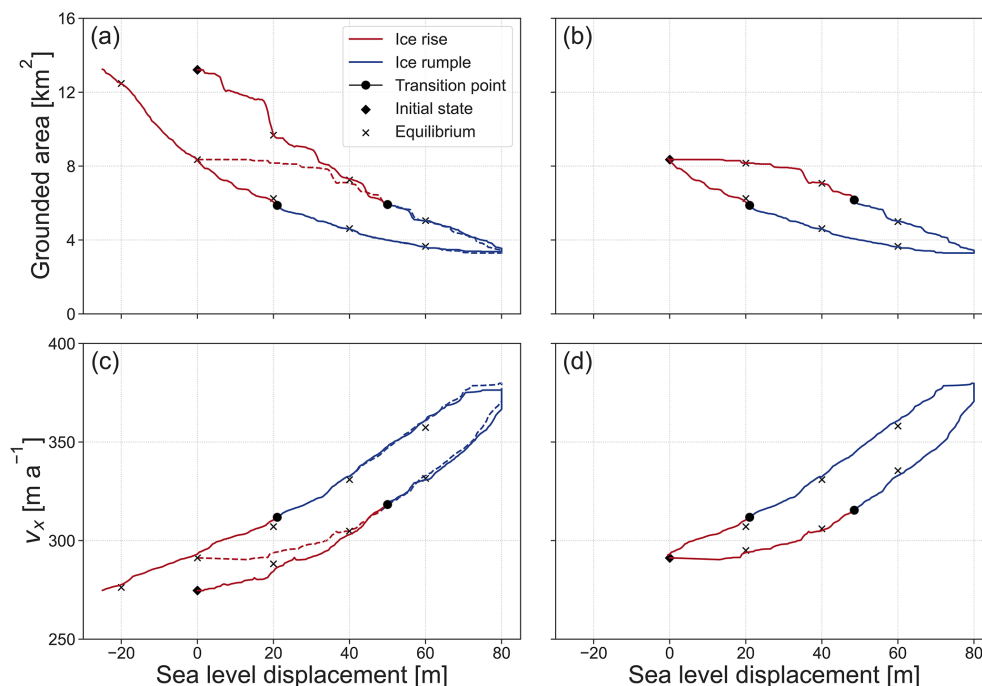 (a)
(b)
Ice rise
Ice rumple
Transition point
Initial state
Equilibrium
Grounded area [km²]
16
12
8
4
0
−20 0 20 40 60 80
(c)
(d)
vₓ [m a⁻¹]
400
350
300
250
−20 0 20 40 60 80
Sea level displacement [m]
Sea level displacement [m]